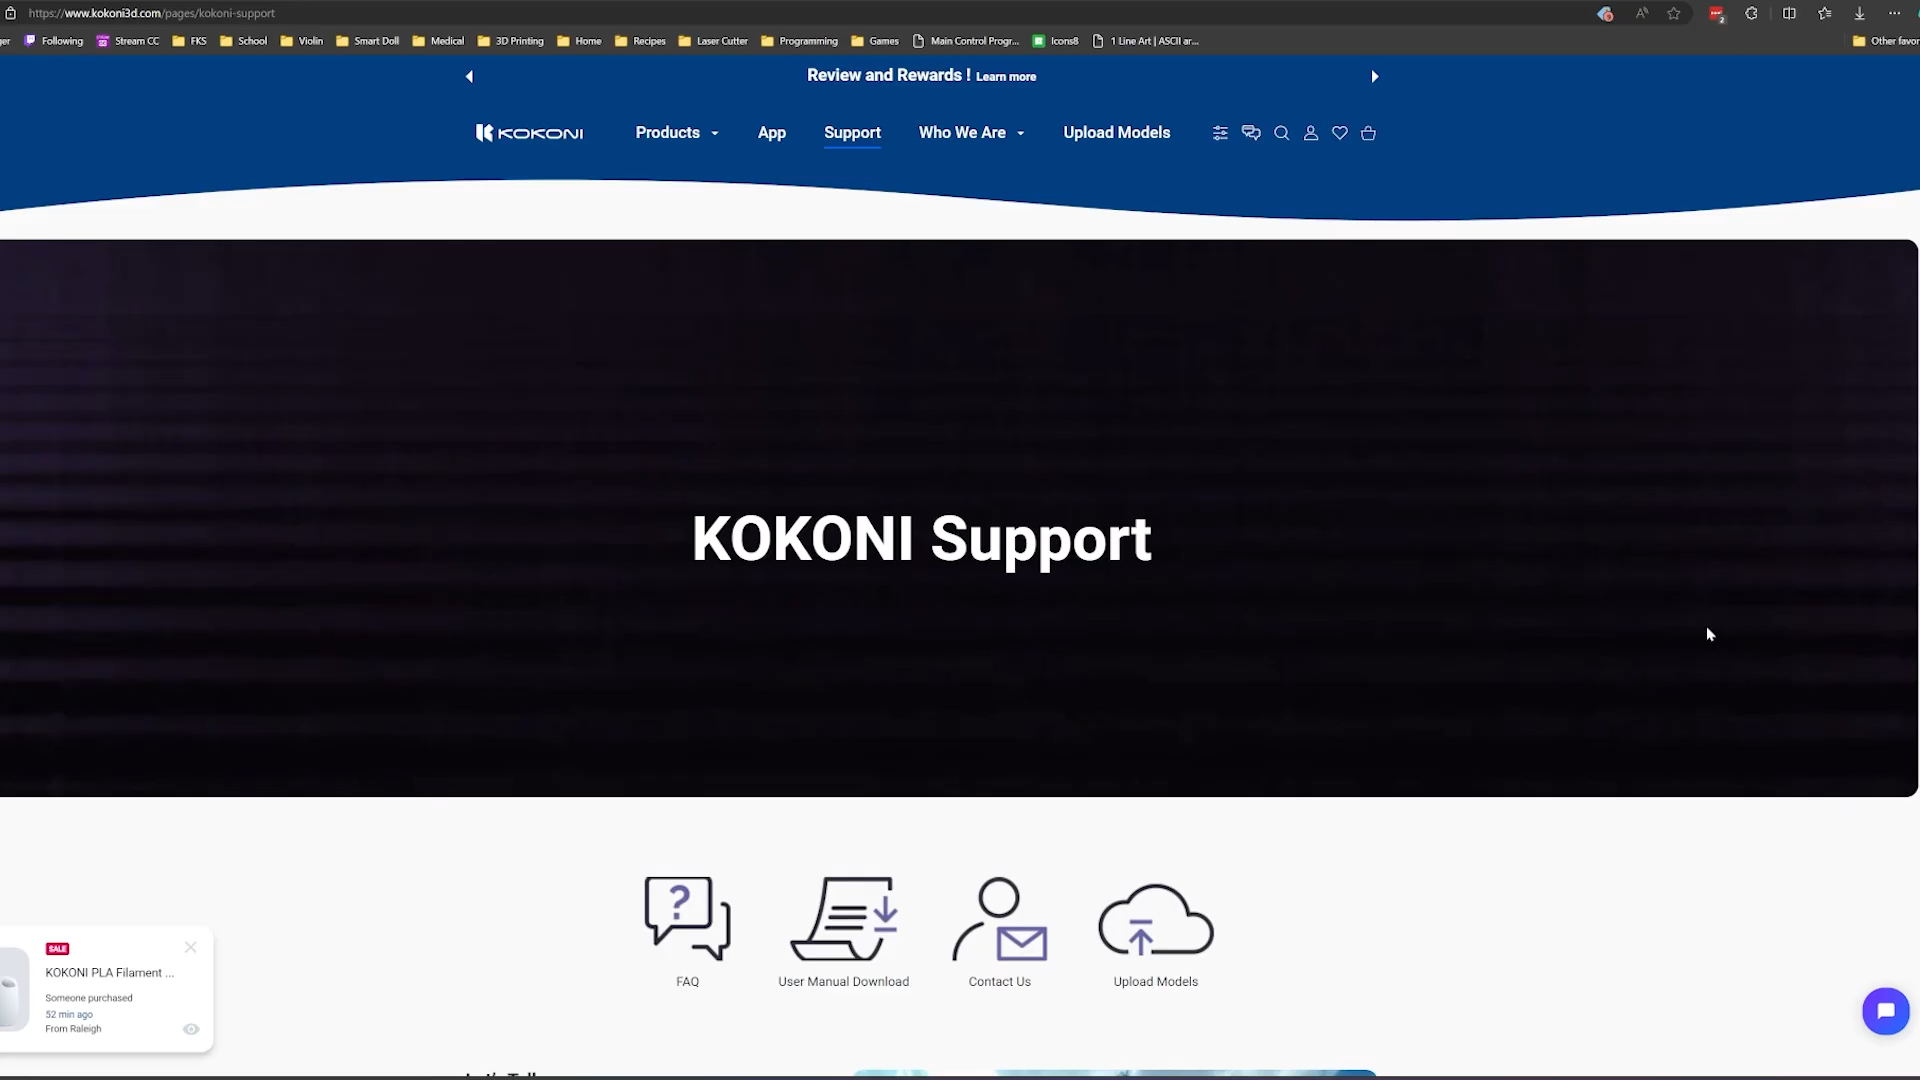 https://www.kokoni3d.com/pages/kokoni-support
Following Stream CC FKS School Violin Smart Doll Medical 3D Printing Home Recipes Laser Cutter Programming Games Main Control Progr... Icons8 1 Line Art | ASCII ar... Other favor
Review and Rewards ! Learn more
KOKONI Products App Support Who We Are Upload Models
KOKONI Support
FAQ User Manual Download Contact Us Upload Models
SALE
KOKONI PLA Filament ...
Someone purchased
52 min ago
From Raleigh